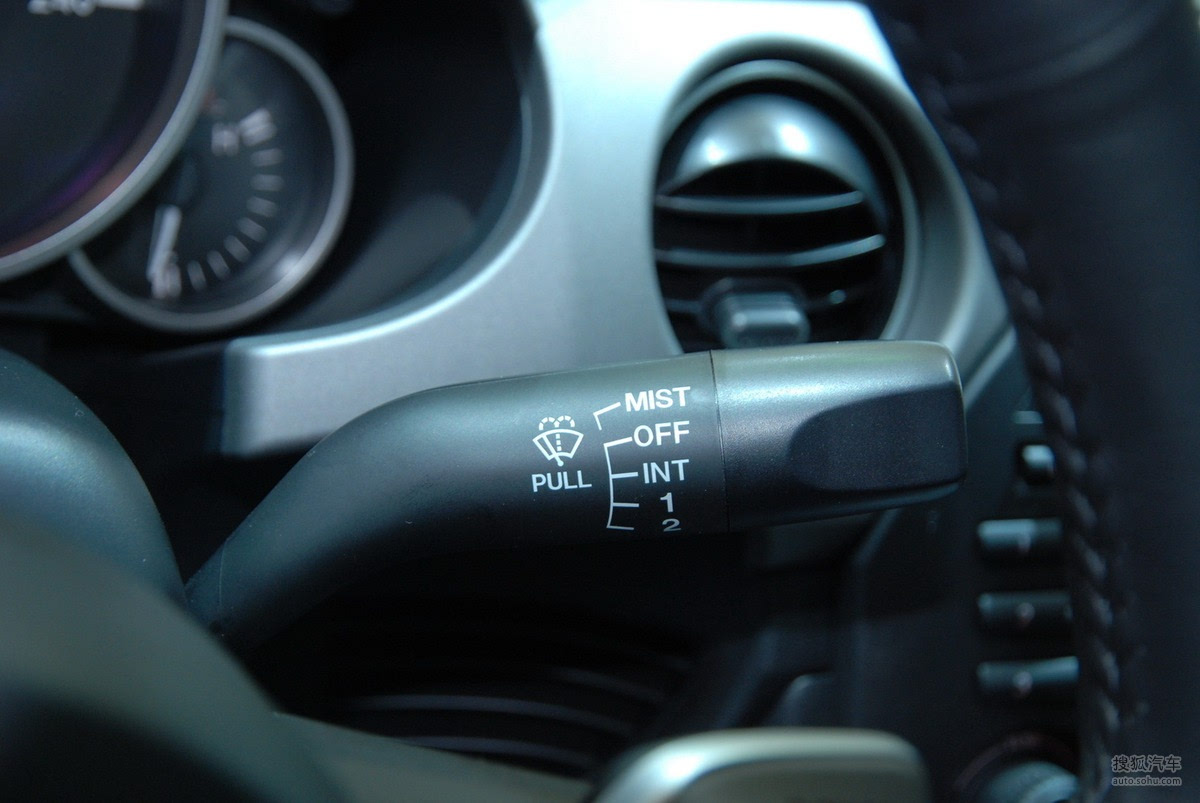 MIST
OFF
INT
1
2
PULL
搜狐汽车
auto.sohu.com